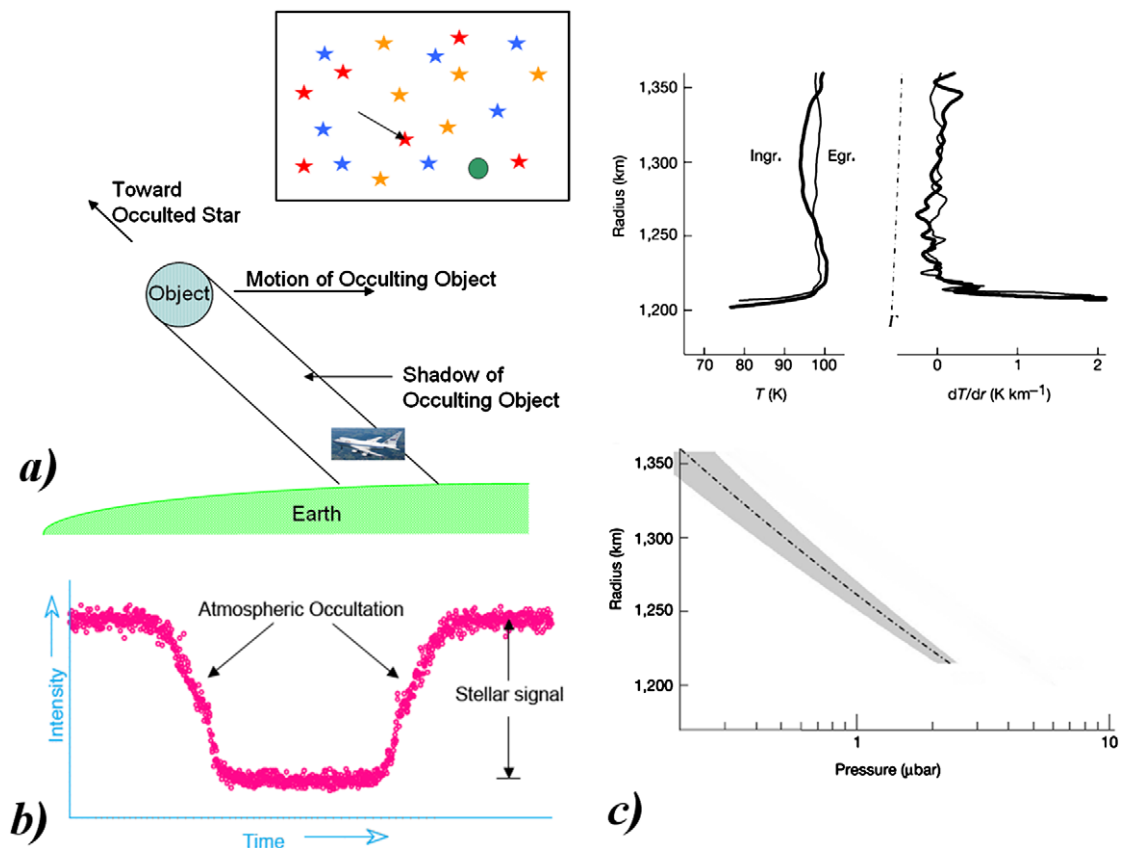 Toward
Occulted Star
Object
Motion of Occulting Object
Shadow of
Occulting Object
Earth
a)
Intensity
Atmospheric Occultation
Stellar signal
Time
b)
Radius (km)
1,350
1,300
1,250
1,200
Ingr.
Egr.
70
80
90
100
T (K)
Γ
0
1
2
dT/dr (K km⁻¹)
Radius (km)
1,350
1,300
1,250
1,200
1
10
Pressure (μbar)
c)